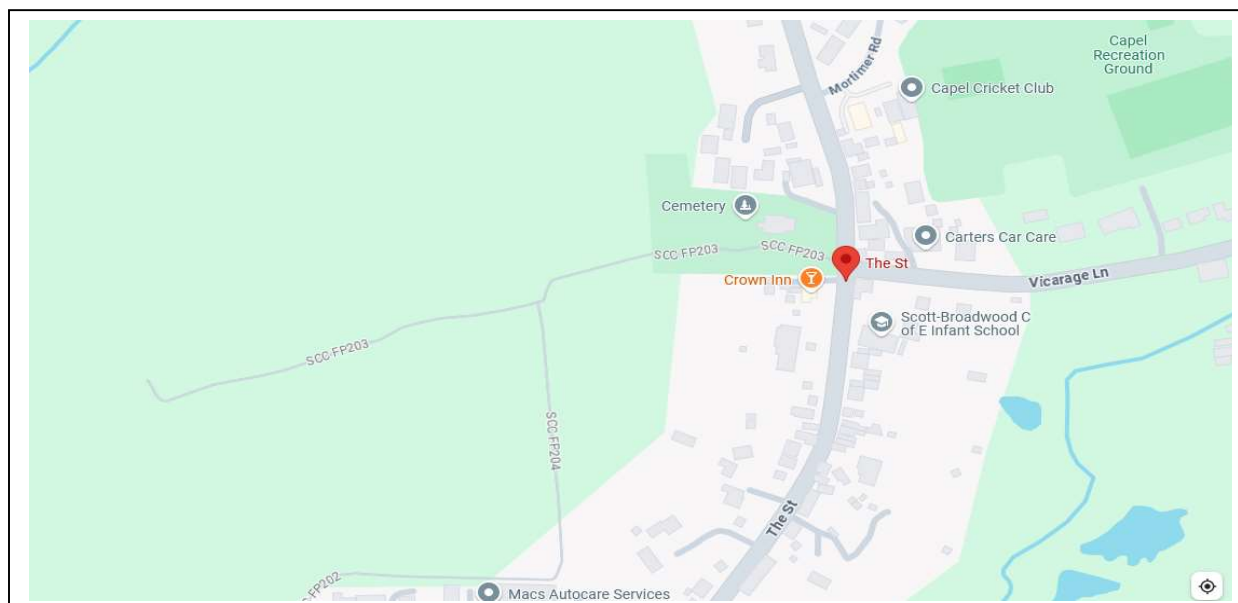 Capel
Recreation
Ground
Mortimer Rd
Capel Cricket Club
Cemetery
SCC FP203
SCC FP203
Carters Car Care
The St
Crown Inn
Vicarage Ln
Scott-Broadwood C
of E Infant School
SCC FP203
SCC FP204
The St
SCC FP202
Macs Autocare Services